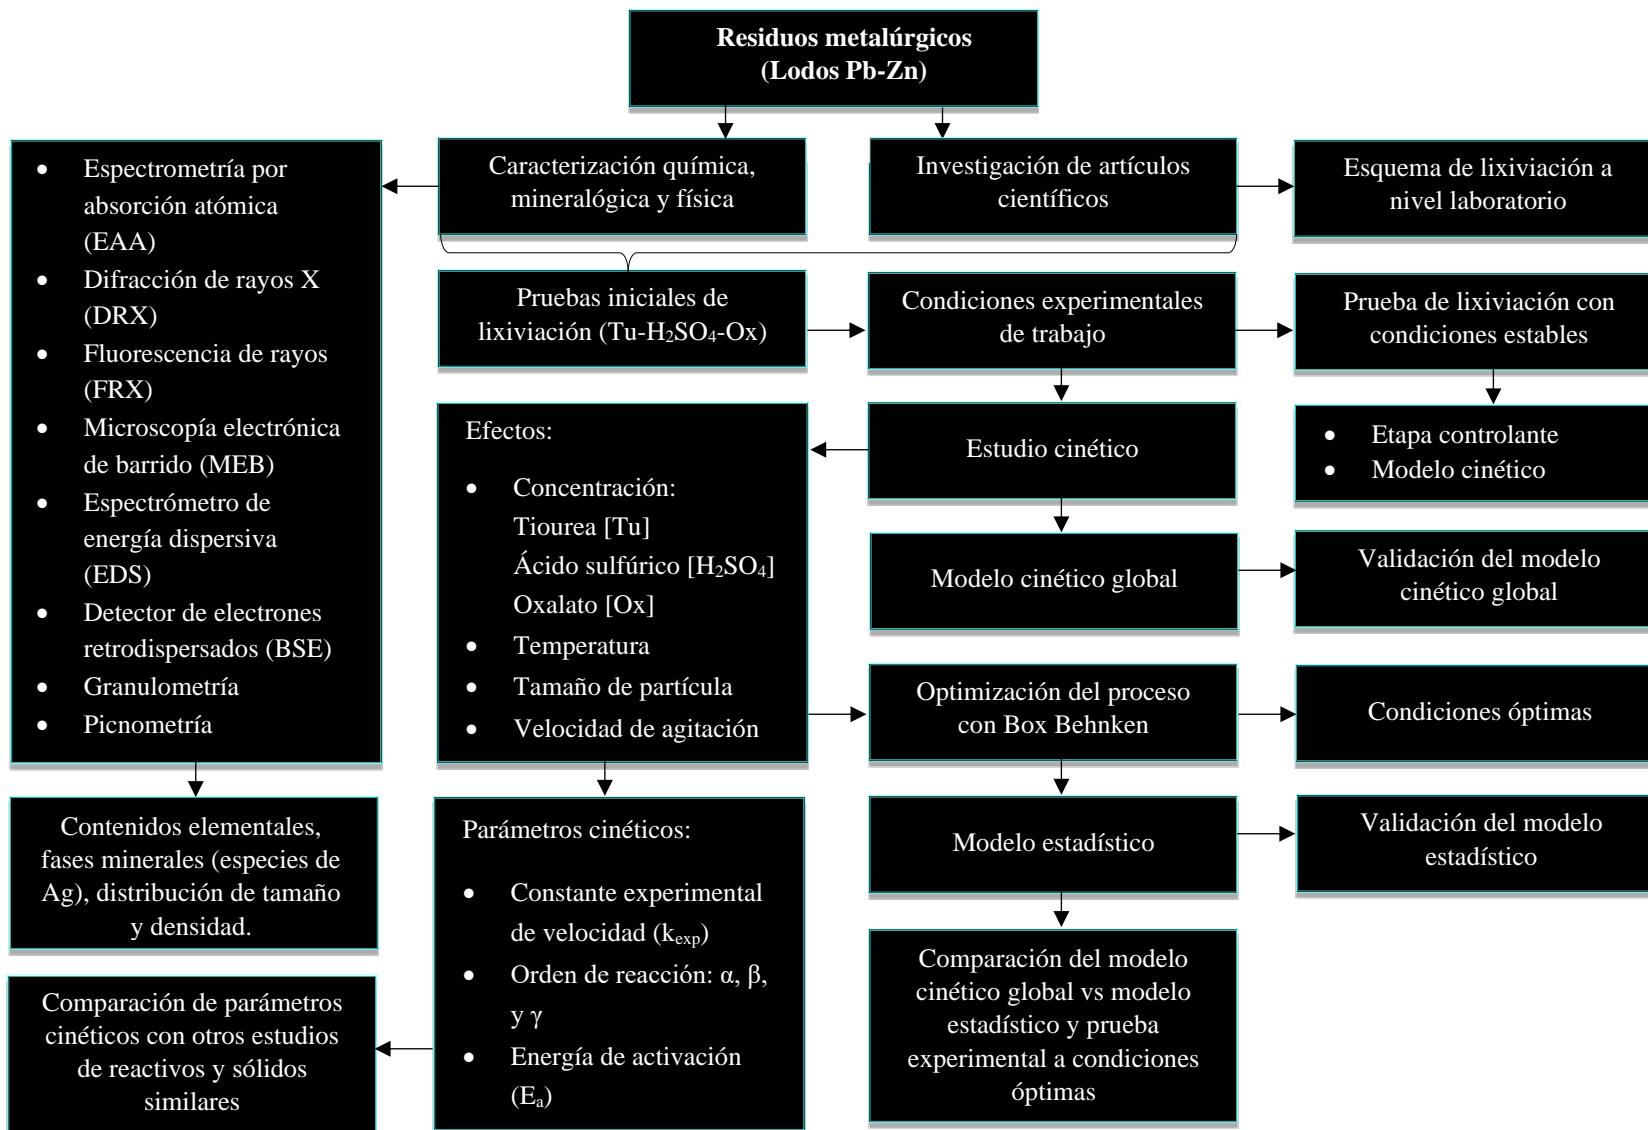 Residuos metalúrgicos
(Lodos Pb-Zn)
Caracterización química,
mineralógica y física
Investigación de artículos
científicos
Esquema de lixiviación a
nivel laboratorio
• Espectrometría por
absorción atómica
(EAA)
• Difracción de rayos X
(DRX)
• Fluorescencia de rayos
(FRX)
• Microscopía electrónica
de barrido (MEB)
• Espectrómetro de
energía dispersiva
(EDS)
• Detector de electrones
retrodispersados (BSE)
• Granulometría
• Picnometría
Pruebas iniciales de
lixiviación (Tu-H₂SO₄-Ox)
Condiciones experimentales
de trabajo
Prueba de lixiviación con
condiciones estables
• Etapa controlante
• Modelo cinético
Estudio cinético
Efectos:
• Concentración:
Tiourea [Tu]
Ácido sulfúrico [H₂SO₄]
Oxalato [Ox]
• Temperatura
• Tamaño de partícula
• Velocidad de agitación
Modelo cinético global
Validación del modelo
cinético global
Optimización del proceso
con Box Behnken
Condiciones óptimas
Contenidos elementales,
fases minerales (especies de
Ag), distribución de tamaño
y densidad.
Parámetros cinéticos:
• Constante experimental
de velocidad (kexp)
• Orden de reacción: α, β,
y γ
• Energía de activación
(Eₐ)
Modelo estadístico
Validación del modelo
estadístico
Comparación de parámetros
cinéticos con otros estudios
de reactivos y sólidos
similares
Comparación del modelo
cinético global vs modelo
estadístico y prueba
experimental a condiciones
óptimas